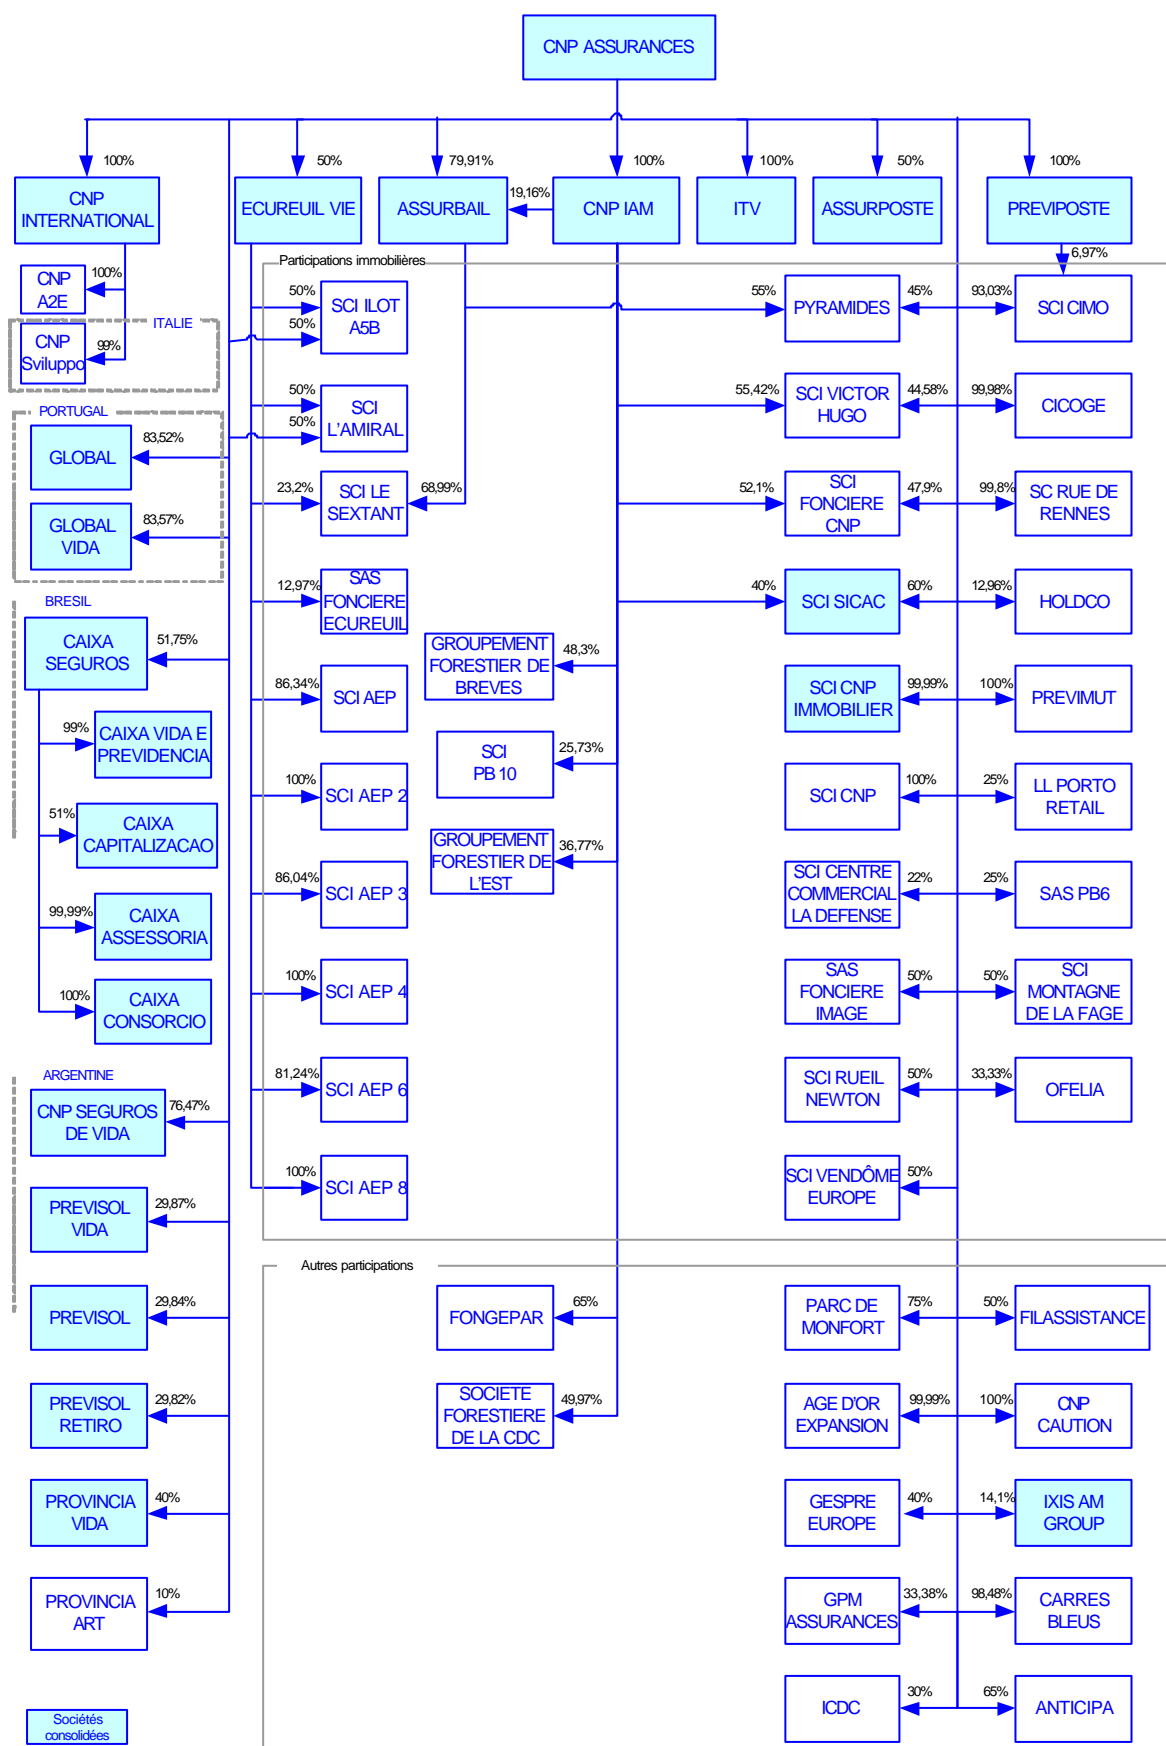 CNP ASSURANCES
100%
50%
79,91%
100%
100%
50%
100%
CNP
INTERNATIONAL
ECUREUIL VIE
ASSURBAIL
19,16%
CNP IAM
ITV
ASSURPOSTE
PREVIPOSTE
6,97%
Participations immobilières
CNP
A2E
100%
ITALIE
CNP
Sviluppo
99%
PORTUGAL
GLOBAL
83,52%
GLOBAL
VIDA
83,57%
BRESIL
CAIXA
SEGUROS
51,75%
99%
CAIXA VIDA E
PREVIDENCIA
51%
CAIXA
CAPITALIZACAO
99,99%
CAIXA
ASSESSORIA
100%
CAIXA
CONSORCIO
ARGENTINE
CNP SEGUROS
DE VIDA
76,47%
PREVISOL
VIDA
29,87%
PREVISOL
29,84%
PREVISOL
RETIRO
29,82%
PROVINCIA
VIDA
40%
PROVINCIA
ART
10%
Sociétés
consolidées
50%
50%
SCI ILOT
A5B
50%
50%
SCI
L'AMIRAL
23,2%
SCI LE
SEXTANT
68,99%
12,97%
SAS
FONCIERE
ECUREUIL
86,34%
SCI AEP
100%
SCI AEP 2
86,04%
SCI AEP 3
100%
SCI AEP 4
81,24%
SCI AEP 6
100%
SCI AEP 8
GROUPEMENT
FORESTIER DE
BREVES
48,3%
SCI
PB 10
25,73%
GROUPEMENT
FORESTIER DE
L'EST
36,77%
55%
PYRAMIDES
45%
93,03%
SCI CIMO
55,42%
SCI VICTOR
HUGO
44,58%
99,98%
CICOGE
52,1%
SCI
FONCIERE
CNP
47,9%
99,8%
SC RUE DE
RENNES
40%
SCI SICAC
60%
12,96%
HOLDCO
SCI CNP
IMMOBILIER
99,99%
100%
PREVIMUT
SCI CNP
100%
25%
LL PORTO
RETAIL
SCI CENTRE
COMMERCIAL
LA DEFENSE
22%
25%
SAS PB6
SAS
FONCIERE
IMAGE
50%
50%
SCI
MONTAGNE
DE LA FAGE
SCI RUEIL
NEWTON
50%
33,33%
OFELIA
SCI VENDÔME
EUROPE
50%
Autres participations
FONGEPAR
65%
SOCIETE
FORESTIERE
DE LA CDC
49,97%
PARC DE
MONFORT
75%
50%
FILASSISTANCE
AGE D'OR
EXPANSION
99,99%
100%
CNP
CAUTION
GESPRE
EUROPE
40%
14,1%
IXIS AM
GROUP
GPM
ASSURANCES
33,38%
98,48%
CARRES
BLEUS
ICDC
30%
65%
ANTICIPA